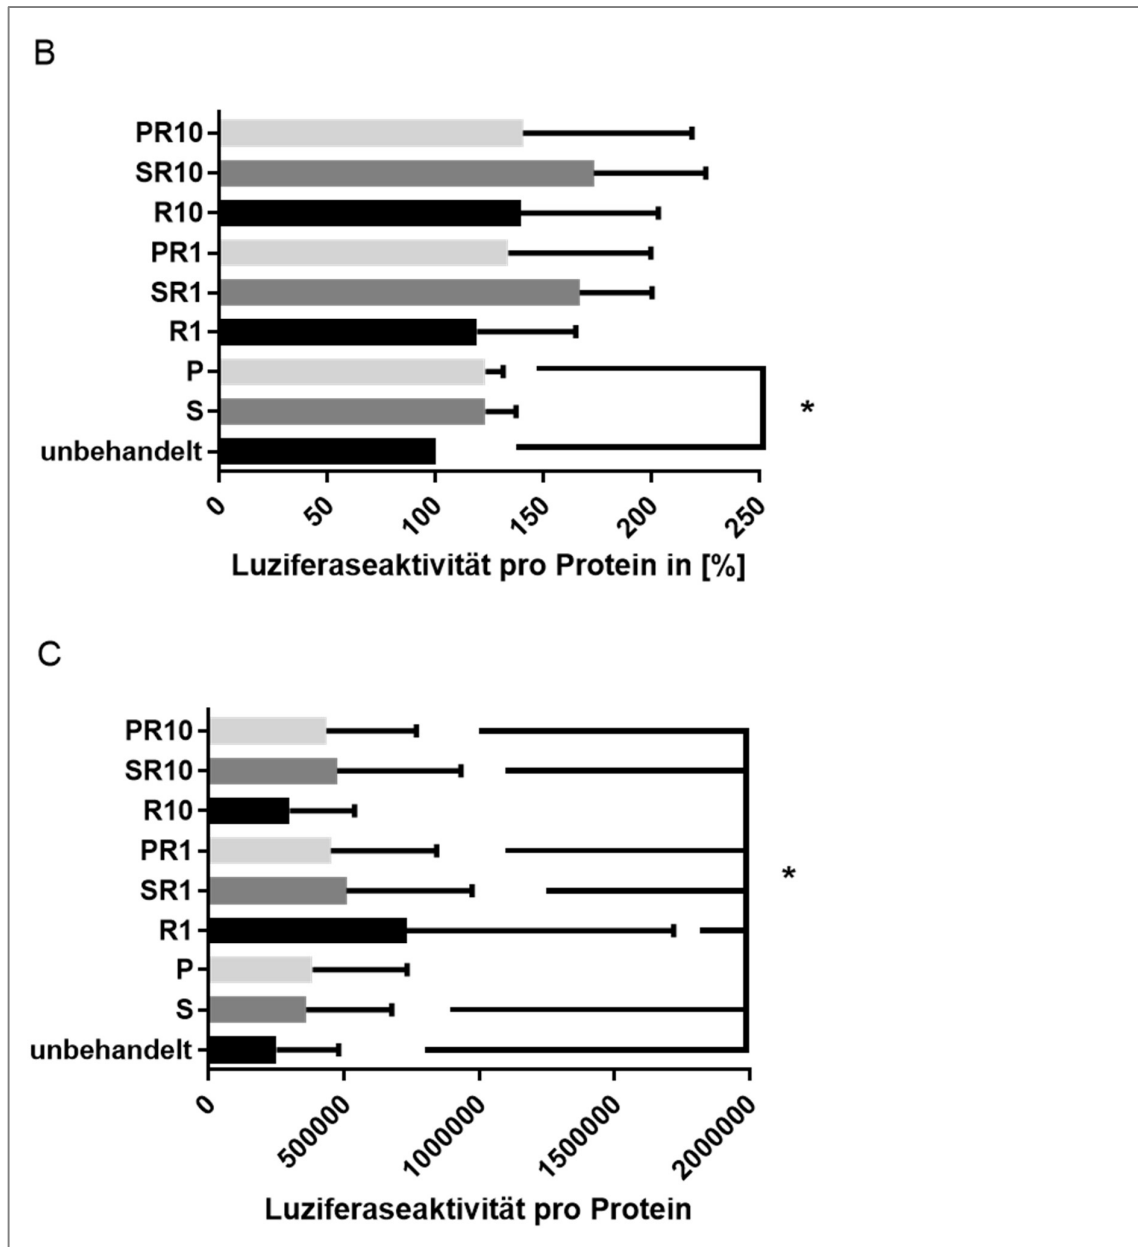 B
PR10
SR10
R10
PR1
SR1
R1
P
S
unbehandelt
*
0 50 100 150 200 250
Luziferaseaktivität pro Protein in [%]
C
PR10
SR10
R10
PR1
SR1
R1
P
S
unbehandelt
*
0 500000 1000000 1500000 2000000
Luziferaseaktivität pro Protein